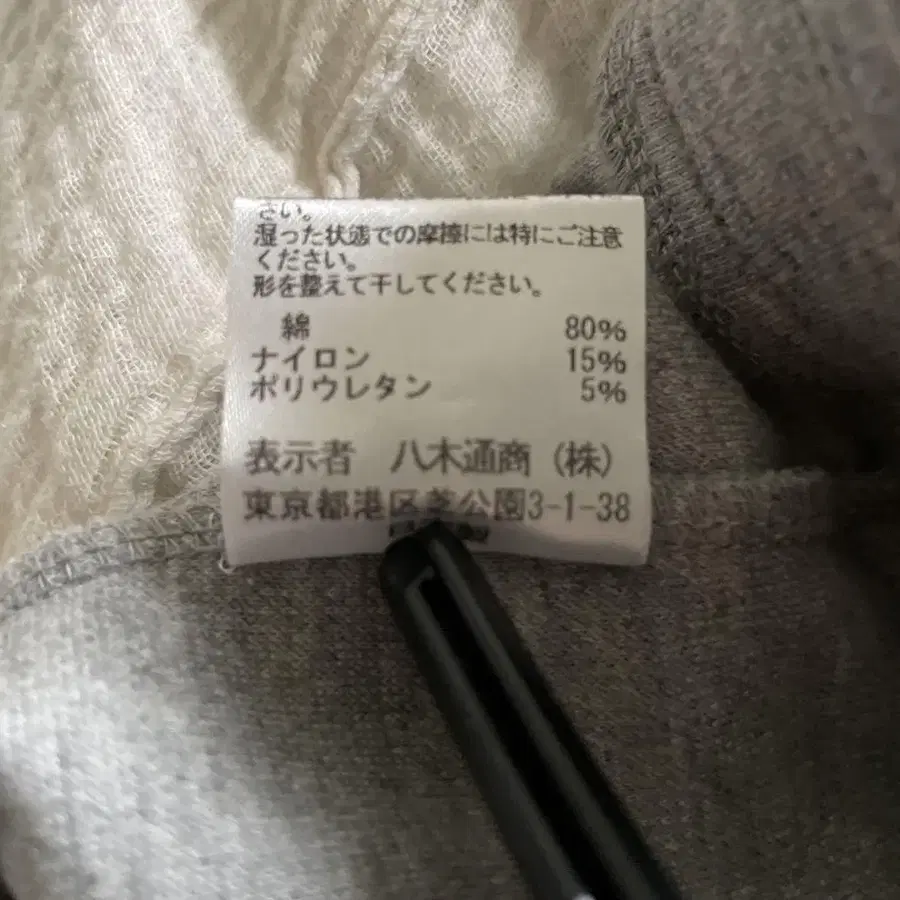 さい。
湿った状態での摩擦には特にご注意
ください。
形を整えて干してください。
綿 80%
ナイロン 15%
ポリウレタン 5%
表示者 八木通商(株)
東京都港区芝公園3-1-38